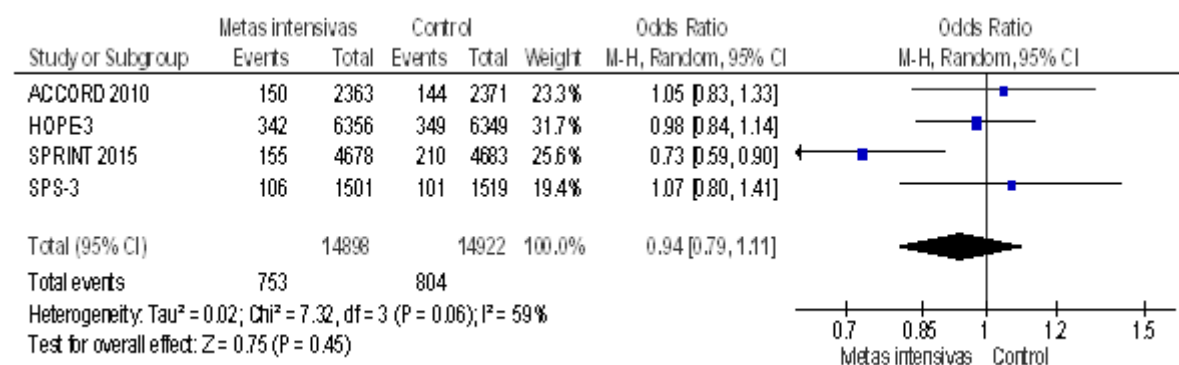 Metas intensivas Control Odds Ratio Odds Ratio
Study or Subgroup Events Total Events Total Weight M-H, Random, 95% CI M-H, Random, 95% CI
ACCORD 2010 150 2363 144 2371 23.3% 1.05 [0.83, 1.33]
HOPE-3 342 6356 349 6349 31.7% 0.98 [0.84, 1.14]
SPRINT 2015 155 4678 210 4683 25.6% 0.73 [0.59, 0.90]
SPS-3 106 1501 101 1519 19.4% 1.07 [0.80, 1.41]
Total (95% CI) 14898 14922 100.0% 0.94 [0.79, 1.11]
Total events 753 804
Heterogeneity: Tau² = 0.02; Chi² = 7.32, df = 3 (P = 0.06); I² = 59%
Test for overall effect: Z = 0.75 (P = 0.45)
0.7 0.85 1 1.2 1.5
Metas intensivas Control